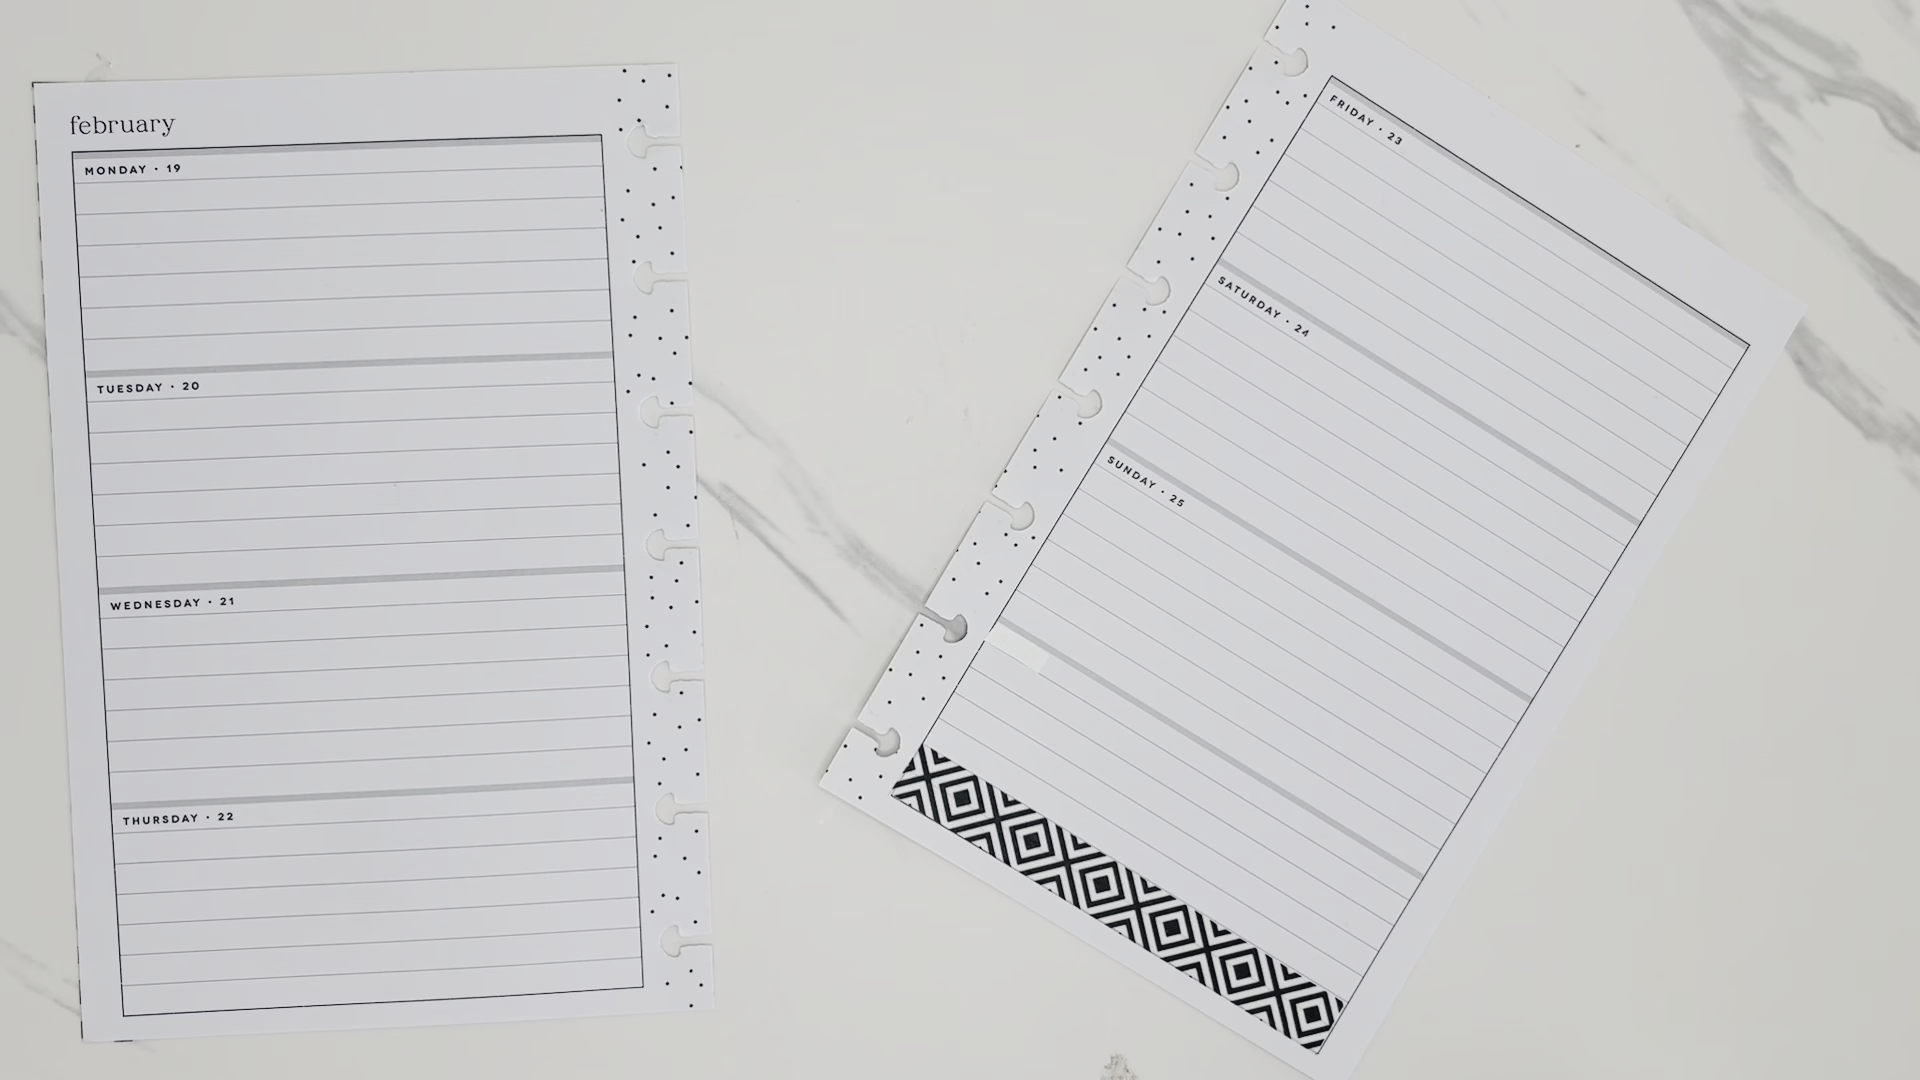 february
MONDAY · 19
TUESDAY · 20
WEDNESDAY · 21
THURSDAY · 22
FRIDAY · 23
SATURDAY · 24
SUNDAY · 25